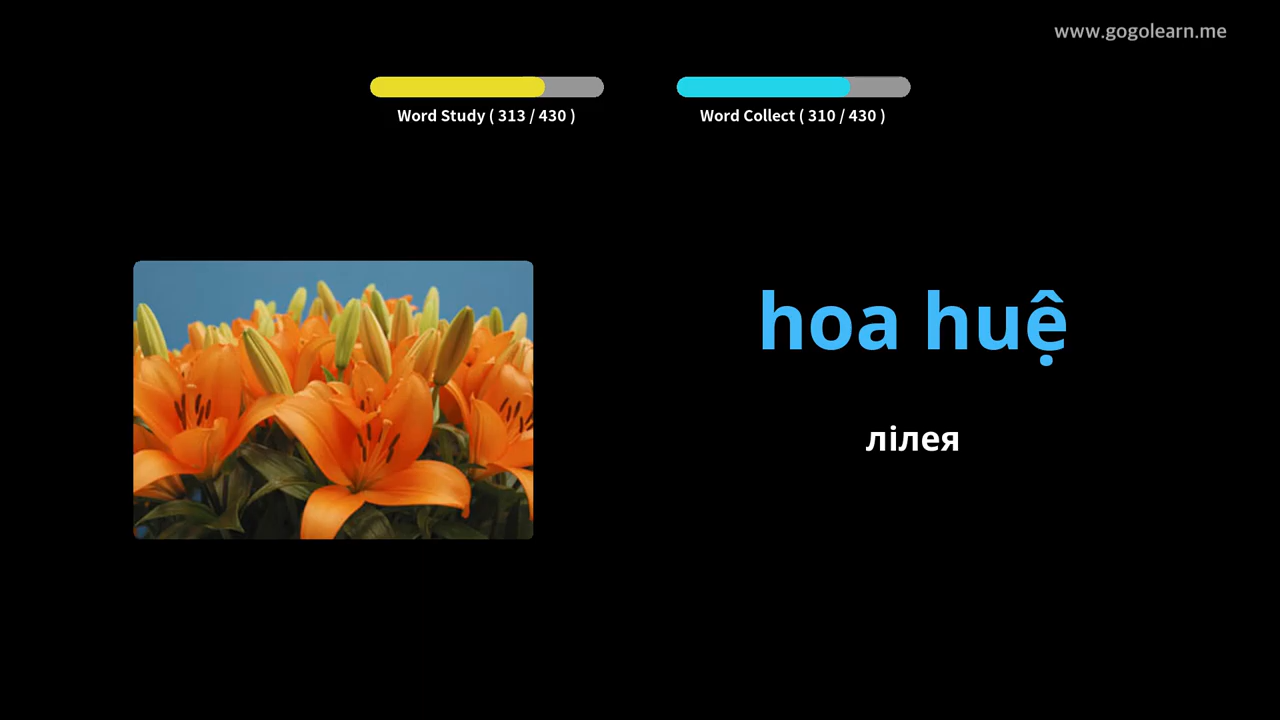 www.gogolearn.me
Word Study ( 313 / 430 )
Word Collect ( 310 / 430 )
hoa huệ
лілея